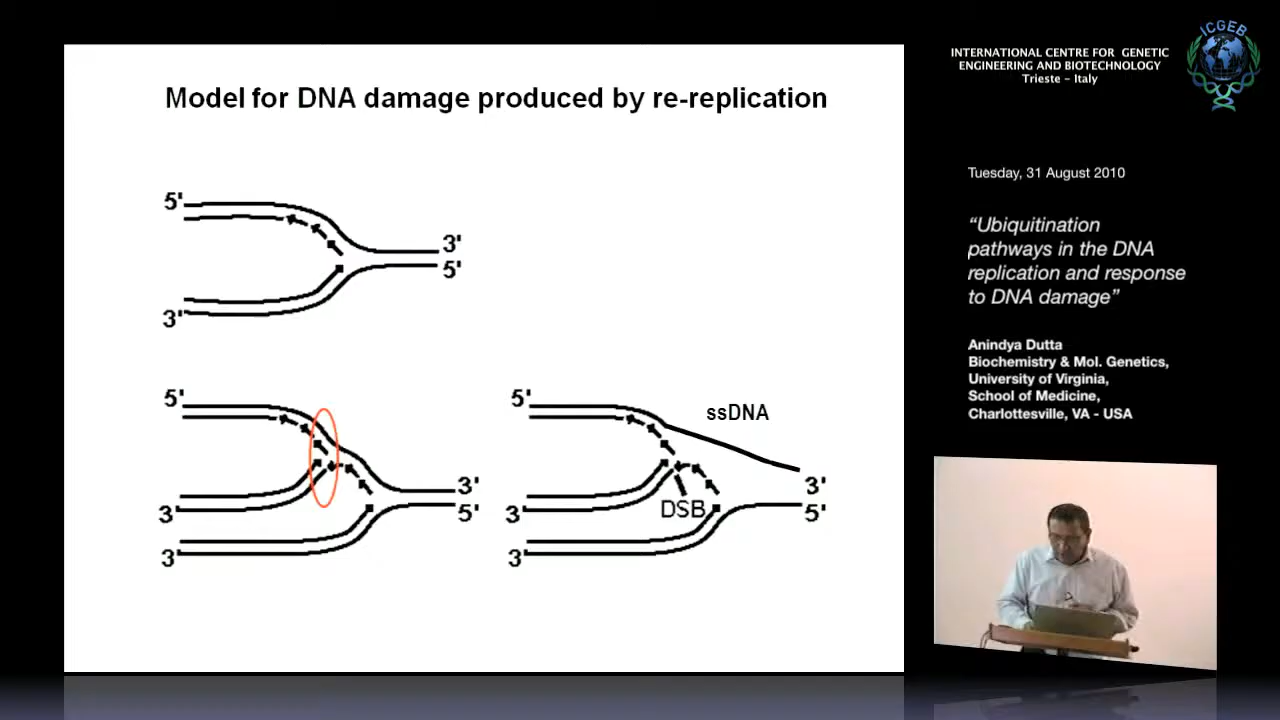 Model for DNA damage produced by re-replication
5'
3'
5'
3'
5'
3'
5'
3'
3'
5'
ssDNA
3'
5'
DSB
3'
3'
ICGEB
INTERNATIONAL CENTRE FOR GENETIC
ENGINEERING AND BIOTECHNOLOGY
Trieste – Italy
Tuesday, 31 August 2010
“Ubiquitination
pathways in the DNA
replication and response
to DNA damage”
Anindya Dutta
Biochemistry & Mol. Genetics,
University of Virginia,
School of Medicine,
Charlottesville, VA - USA